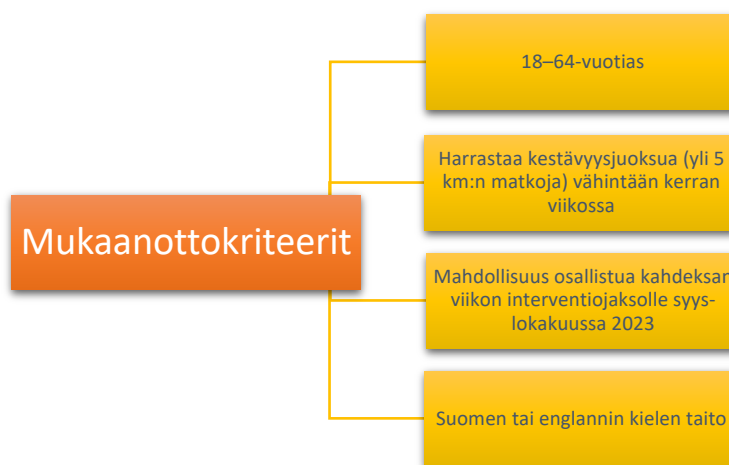 Mukaanottokriteerit
18–64-vuotias
Harrastaa kestävyysjuoksua (yli 5
km:n matkoja) vähintään kerran
viikossa
Mahdollisuus osallistua kahdeksan
viikon interventiojaksolle syys-
lokakuussa 2023
Suomen tai englannin kielen taito